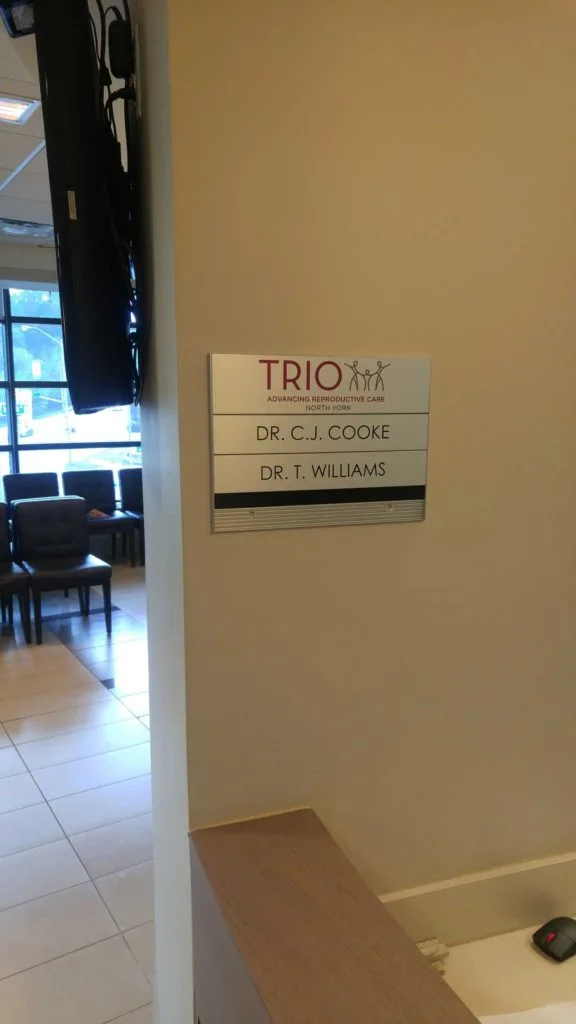 TRIO
ADVANCING REPRODUCTIVE CARE
NORTH YORK
DR. C.J. COOKE
DR. T. WILLIAMS